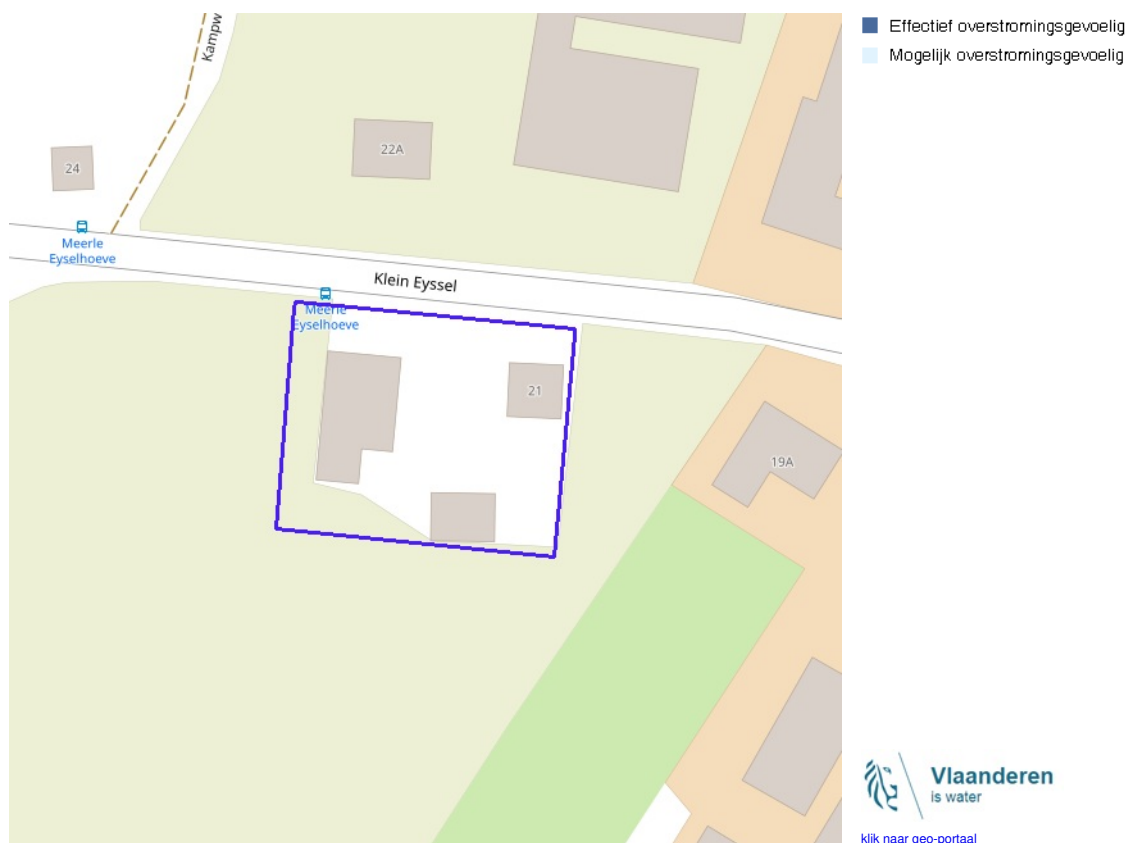 Effectief overstromingsgevoelig
Mogelijk overstromingsgevoelig
Kampw
22A
24
Meerle
Eyselhoeve
Klein Eyssel
Meerle
Eyselhoeve
21
19A
Vlaanderen
is water
klik naar geo-portaal